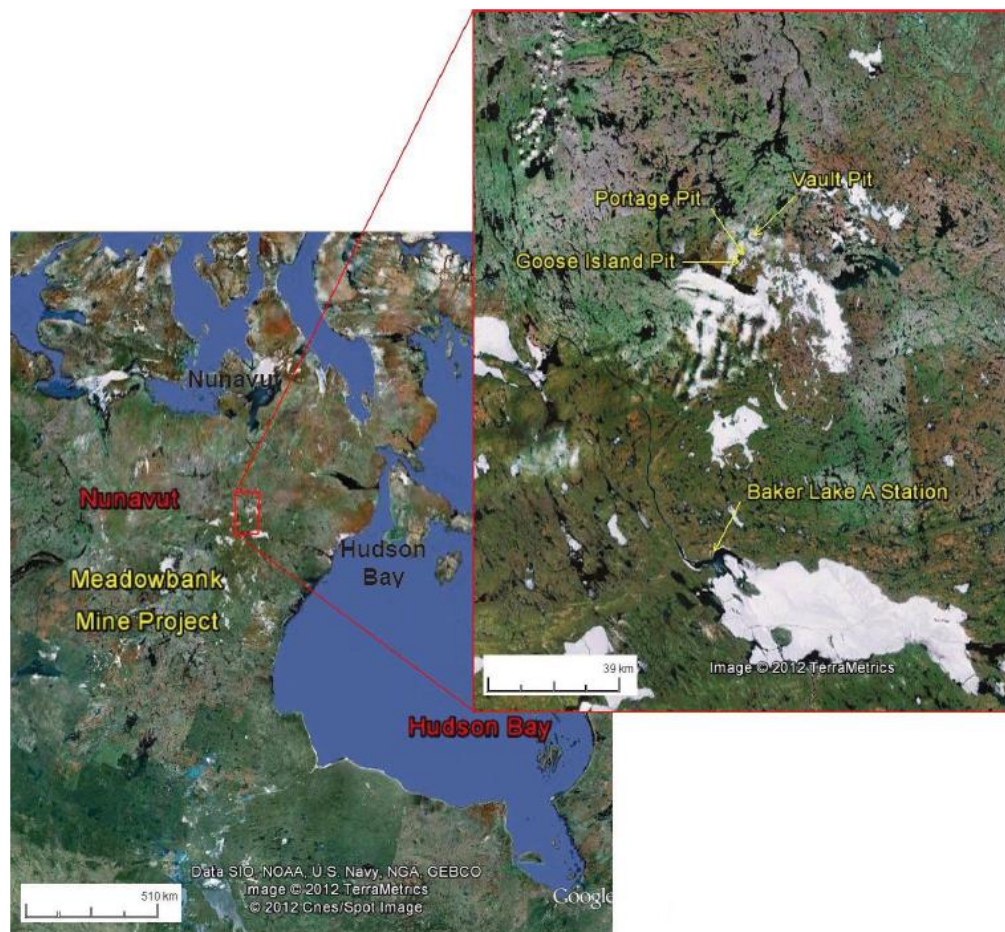 Vault Pit
Portage Pit
Goose Island Pit
Baker Lake A Station
39 km
Image © 2012 TerraMetrics
Nunavut
Nunavut
Hudson
Bay
Meadowbank
Mine Project
Hudson Bay
Data SIO, NOAA, U.S. Navy, NGA, GEBCO
Image © 2012 TerraMetrics
© 2012 Cnes/Spot Image
510 km
Google